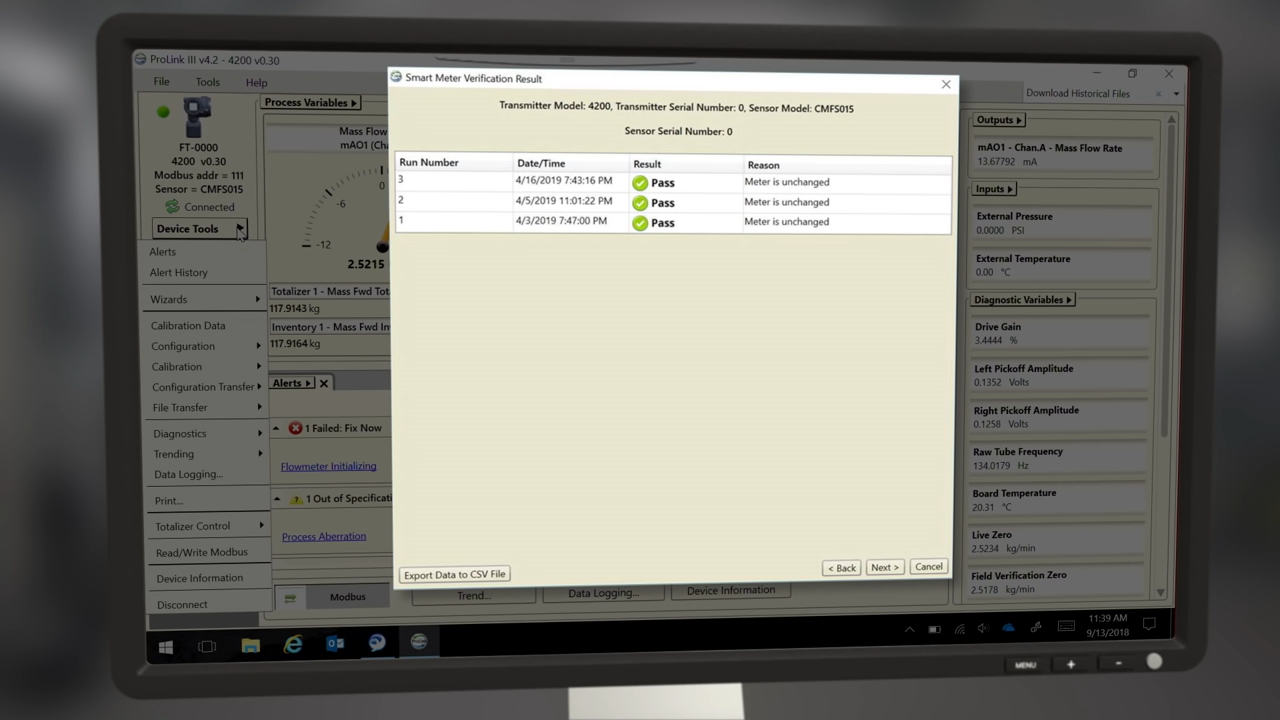 ProLink III v4.2 - 4200 v0.30
File Tools Help
FT-0000
4200 v0.30
Modbus addr = 111
Sensor = CMFS015
Connected
Device Tools
Alerts
Alert History
Wizards
Calibration Data
Configuration
Calibration
Configuration Transfer
File Transfer
Diagnostics
Trending
Data Logging...
Print...
Totalizer Control
Read/Write Modbus
Device Information
Disconnect
Process Variables
Mass Flow
mAO1 (Cha
0
-6
-12
2.5215
Totalizer 1 - Mass Fwd Tot
117.9143 kg
Inventory 1 - Mass Fwd In
117.9164 kg
Alerts
1 Failed: Fix Now
Flowmeter Initializing
1 Out of Specificati
Process Aberration
Modbus
Trend...
Data Logging...
Device Information
Smart Meter Verification Result
Transmitter Model: 4200, Transmitter Serial Number: 0, Sensor Model: CMFS015
Sensor Serial Number: 0
Run Number Date/Time Result Reason
3 4/16/2019 7:43:16 PM Pass Meter is unchanged
2 4/5/2019 11:01:22 PM Pass Meter is unchanged
1 4/3/2019 7:47:00 PM Pass Meter is unchanged
Export Data to CSV File
< Back Next > Cancel
Download Historical Files
Outputs
mAO1 - Chan.A - Mass Flow Rate
13.67792 mA
Inputs
External Pressure
0.0000 PSI
External Temperature
0.00 °C
Diagnostic Variables
Drive Gain
3.4444 %
Left Pickoff Amplitude
0.1352 Volts
Right Pickoff Amplitude
0.1258 Volts
Raw Tube Frequency
134.0179 Hz
Board Temperature
20.31 °C
Live Zero
2.5234 kg/min
Field Verification Zero
2.5178 kg/min
11:39 AM
9/13/2018
MENU + -